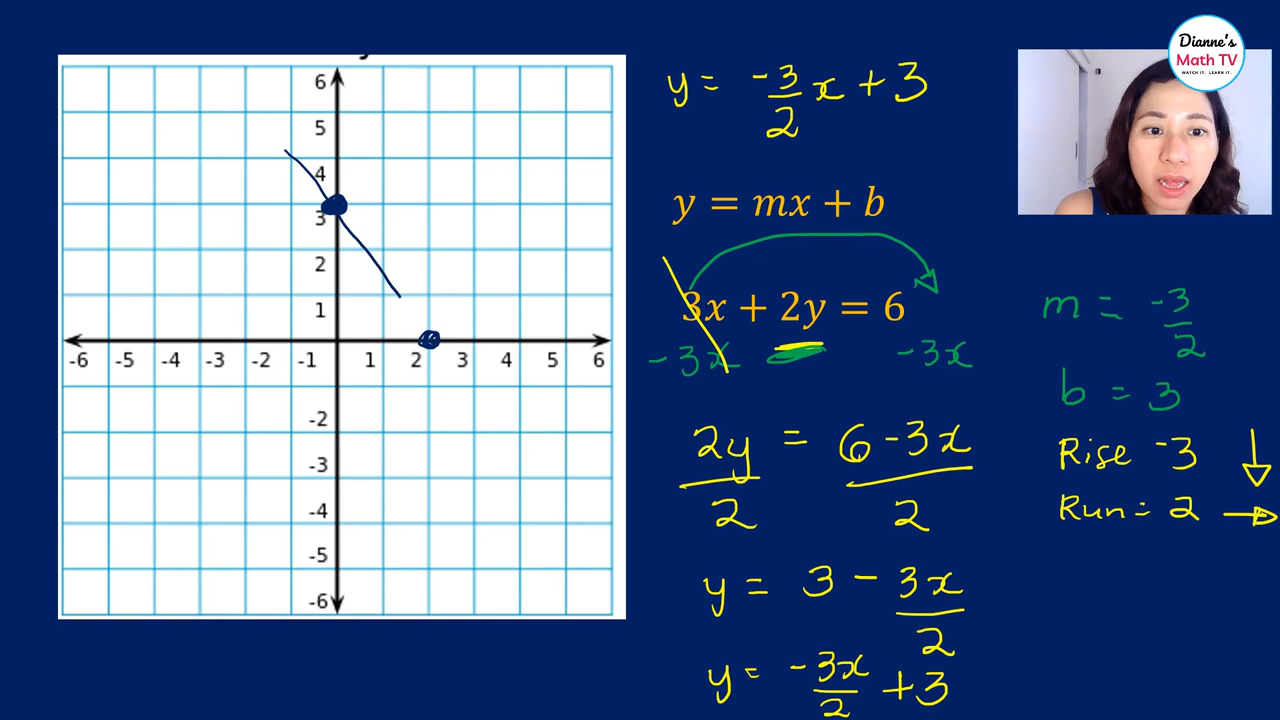 Dianne's
Math TV
WATCH IT. LEARN IT.
y = -3/2 x + 3
y = mx + b
3x + 2y = 6
-3x -3x
2y/2 = 6-3x/2
y = 3 - 3x/2
y = -3x/2 + 3
m = -3/2
b = 3
Rise -3
Run = 2
6
5
4
3
2
1
-6 -5 -4 -3 -2 -1 1 2 3 4 5 6
-2
-3
-4
-5
-6